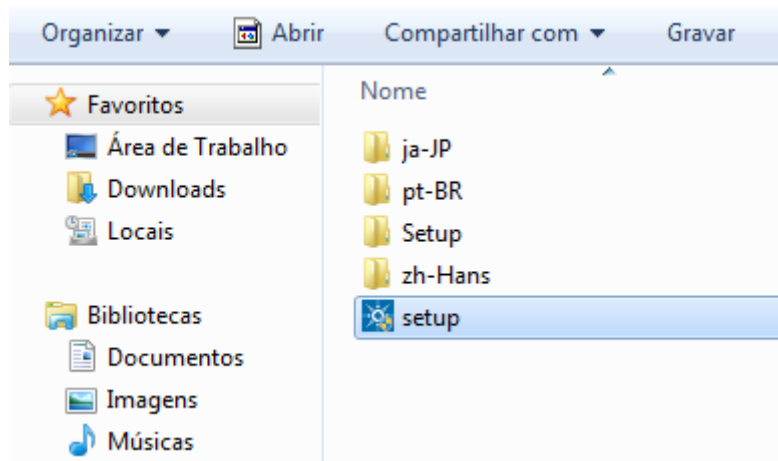 Organizar Abrir Compartilhar com Gravar
Favoritos
Área de Trabalho
Downloads
Locais
Bibliotecas
Documentos
Imagens
Músicas
Nome
ja-JP
pt-BR
Setup
zh-Hans
setup